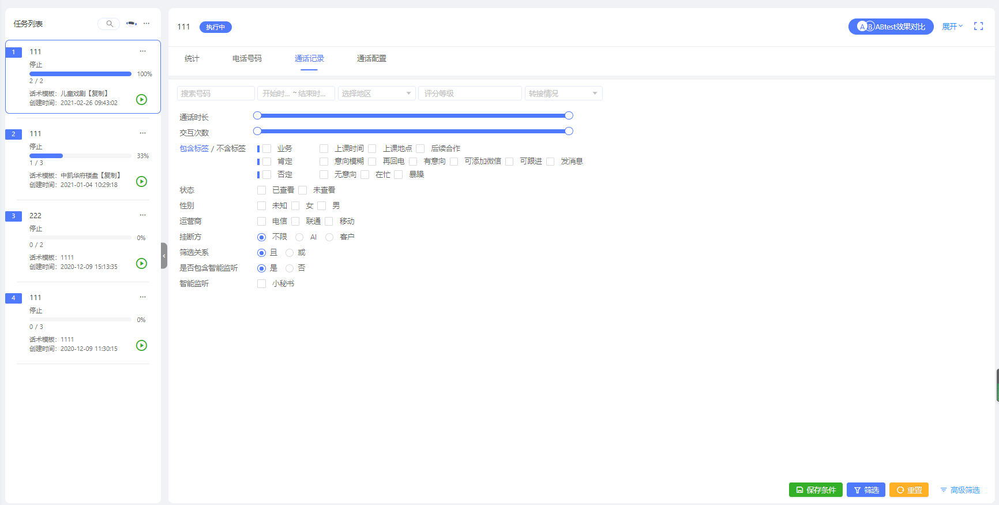 任务列表
1
111
停止
100%
2 / 2
话术模板：儿童戏剧【复制】
创建时间：2021-02-26 09:43:02
2
111
停止
33%
1 / 3
话术模板：中凯华府楼盘【复制】
创建时间：2021-01-04 10:29:18
3
222
停止
0%
0 / 2
话术模板：1111
创建时间：2020-12-09 15:13:35
4
111
停止
0%
0 / 3
话术模板：1111
创建时间：2020-12-09 11:30:15
111 执行中
AB ABtest效果对比 展开
统计 电话号码 通话记录 通话配置
搜索号码 开始时... ~ 结束时... 选择地区 评分等级 转接情况
通话时长
交互次数
包含标签 / 不含标签 业务 上课时间 上课地点 后续合作
肯定 意向模糊 再回电 有意向 可添加微信 可跟进 发消息
否定 无意向 在忙 暴躁
状态 已查看 未查看
性别 未知 女 男
运营商 电信 联通 移动
挂断方 不限 AI 客户
筛选关系 且 或
是否包含智能监听 是 否
智能监听 小秘书
保存条件 筛选 重置 高级筛选